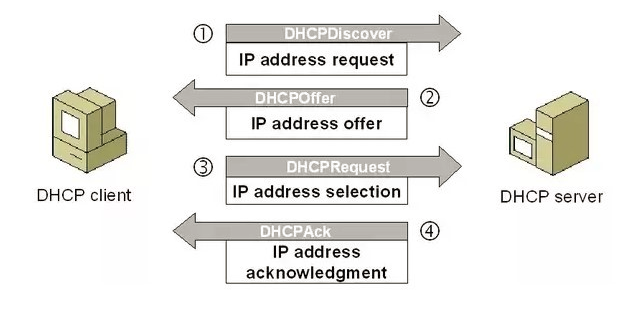 ① DHCPDiscover
IP address request
DHCPOffer ②
IP address offer
③ DHCPRequest
IP address selection
DHCP client
DHCP server
DHCPAck ④
IP address
acknowledgment